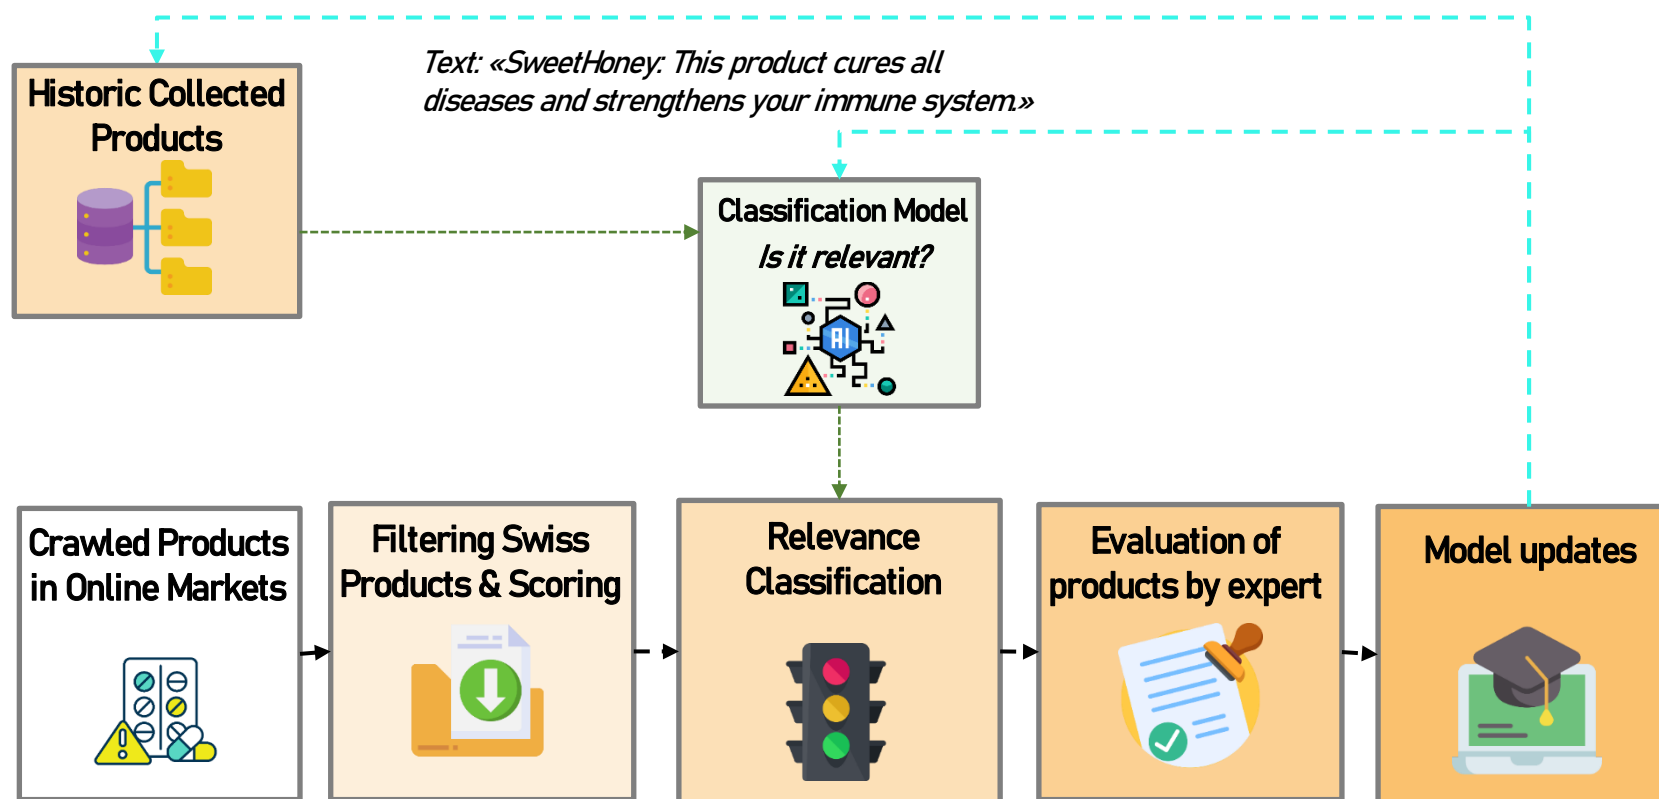 Text: «SweetHoney: This product cures all
diseases and strengthens your immune system.»
Historic Collected
Products
Classification Model
Is it relevant?
AI
Crawled Products
in Online Markets
Filtering Swiss
Products & Scoring
Relevance
Classification
Evaluation of
products by expert
Model updates